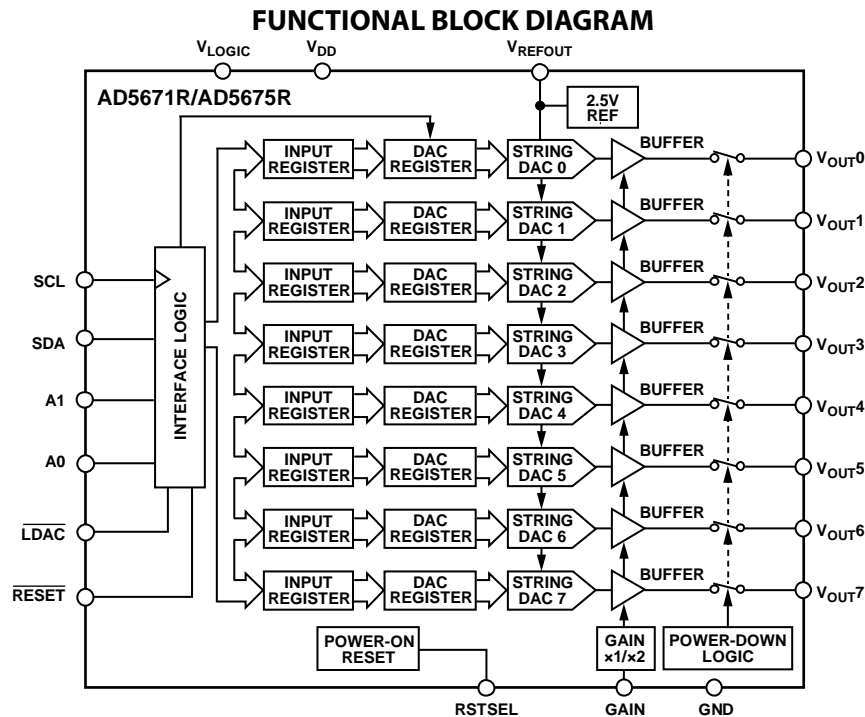 FUNCTIONAL BLOCK DIAGRAM
VLOGIC VDD VREFOUT
AD5671R/AD5675R
2.5V
REF
INPUT
REGISTER
DAC
REGISTER
STRING
DAC 0
BUFFER
VOUT0
INPUT
REGISTER
DAC
REGISTER
STRING
DAC 1
BUFFER
VOUT1
INPUT
REGISTER
DAC
REGISTER
STRING
DAC 2
BUFFER
VOUT2
INPUT
REGISTER
DAC
REGISTER
STRING
DAC 3
BUFFER
VOUT3
INPUT
REGISTER
DAC
REGISTER
STRING
DAC 4
BUFFER
VOUT4
INPUT
REGISTER
DAC
REGISTER
STRING
DAC 5
BUFFER
VOUT5
INPUT
REGISTER
DAC
REGISTER
STRING
DAC 6
BUFFER
VOUT6
INPUT
REGISTER
DAC
REGISTER
STRING
DAC 7
BUFFER
VOUT7
SCL
SDA
A1
A0
LDAC
RESET
INTERFACE LOGIC
POWER-ON
RESET
GAIN
×1/×2
POWER-DOWN
LOGIC
RSTSEL GAIN GND